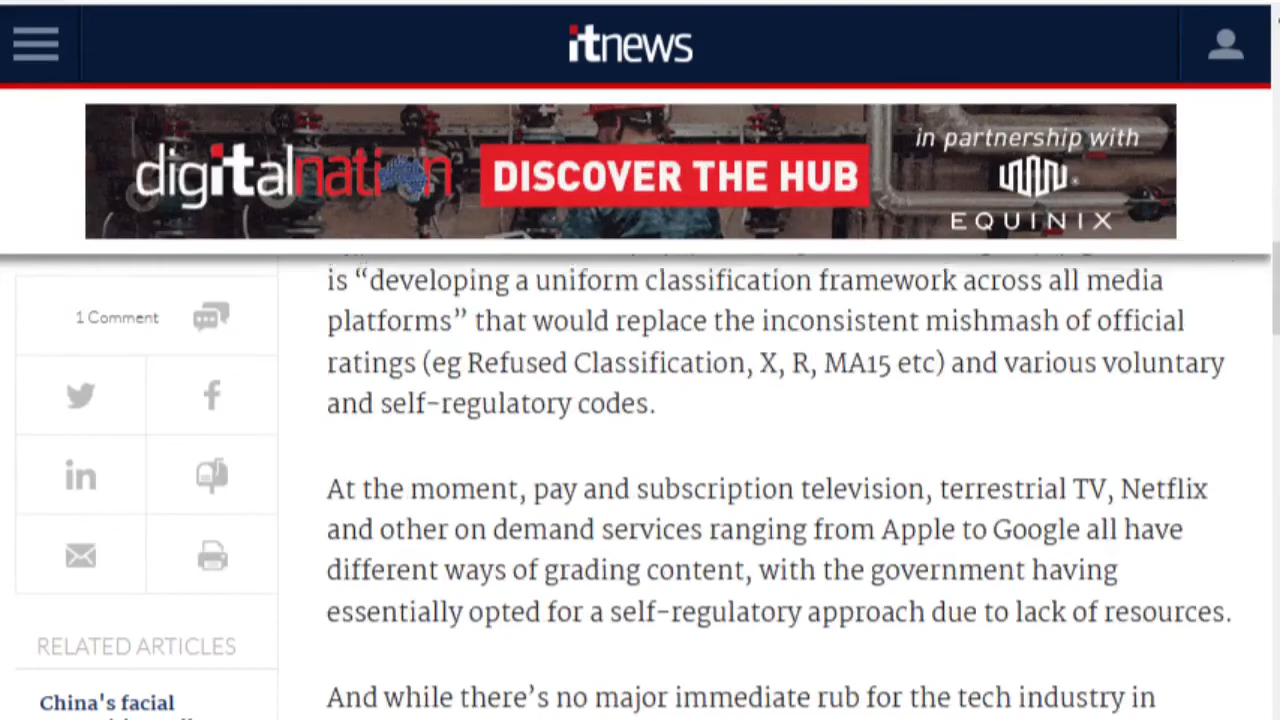 itnews
digitalnation
DISCOVER THE HUB
in partnership with
EQUINIX
is “developing a uniform classification framework across all media
platforms” that would replace the inconsistent mishmash of official
ratings (eg Refused Classification, X, R, MA15 etc) and various voluntary
and self-regulatory codes.
At the moment, pay and subscription television, terrestrial TV, Netflix
and other on demand services ranging from Apple to Google all have
different ways of grading content, with the government having
essentially opted for a self-regulatory approach due to lack of resources.
And while there’s no major immediate rub for the tech industry in
1 Comment
RELATED ARTICLES
China's facial